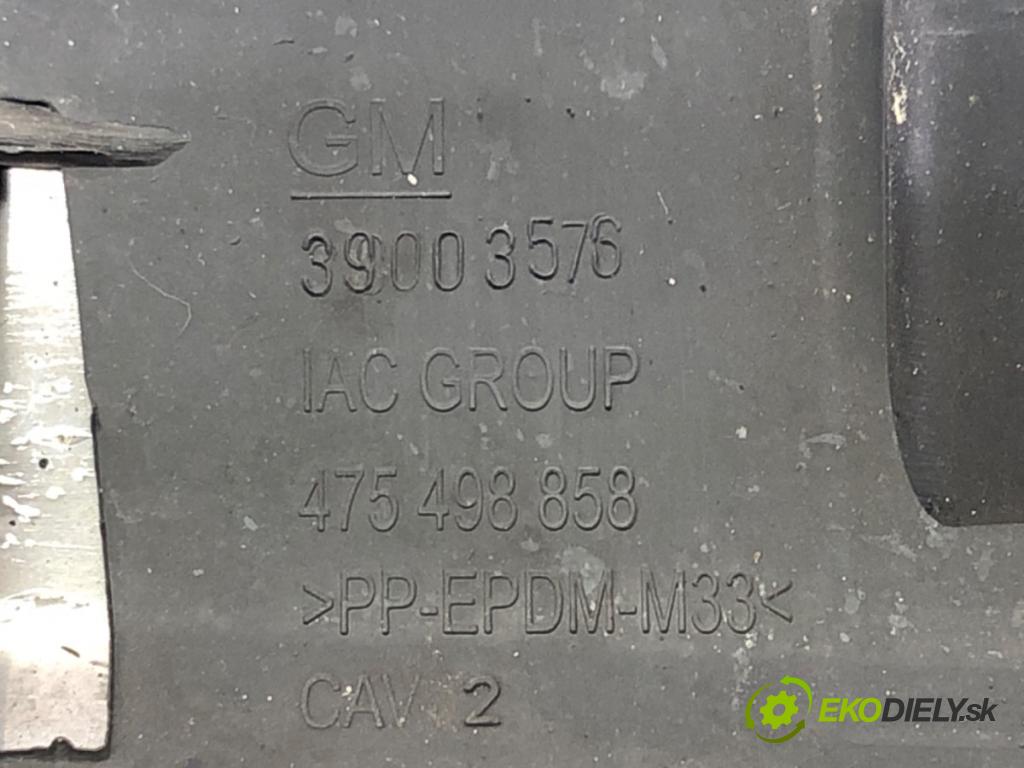 GM
39003576
IAC GROUP
475 498 858
>PP-EPDM-M33<
CAV 2
EKODIELY.sk